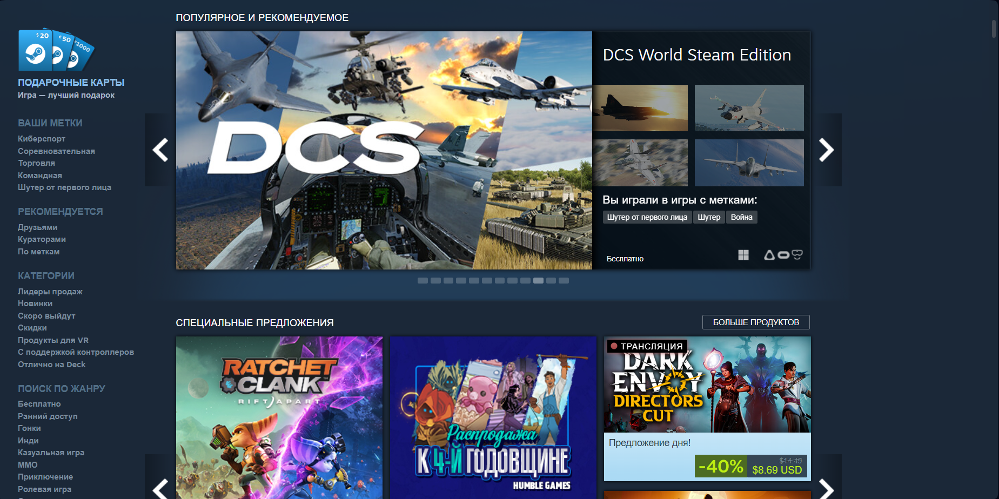 $20
€50
¥1000
ПОДАРОЧНЫЕ КАРТЫ
Игра — лучший подарок
ВАШИ МЕТКИ
Киберспорт
Соревновательная
Торговля
Командная
Шутер от первого лица
РЕКОМЕНДУЕТСЯ
Друзьями
Кураторами
По меткам
КАТЕГОРИИ
Лидеры продаж
Новинки
Скоро выйдут
Скидки
Продукты для VR
С поддержкой контроллеров
Отлично на Deck
ПОИСК ПО ЖАНРУ
Бесплатно
Ранний доступ
Гонки
Инди
Казуальная игра
ММО
Приключение
Ролевая игра
ПОПУЛЯРНОЕ И РЕКОМЕНДУЕМОЕ
DCS
DCS World Steam Edition
Вы играли в игры с метками:
Шутер от первого лица Шутер Война
Бесплатно
СПЕЦИАЛЬНЫЕ ПРЕДЛОЖЕНИЯ
БОЛЬШЕ ПРОДУКТОВ
RATCHET
& CLANK™
RIFT APART
Распродажа
К 4-Й ГОДОВЩИНЕ
HUMBLE GAMES
ТРАНСЛЯЦИЯ
DARK
ENVOY
DIRECTORS
CUT
Предложение дня!
-40%
$14.49
$8.69 USD